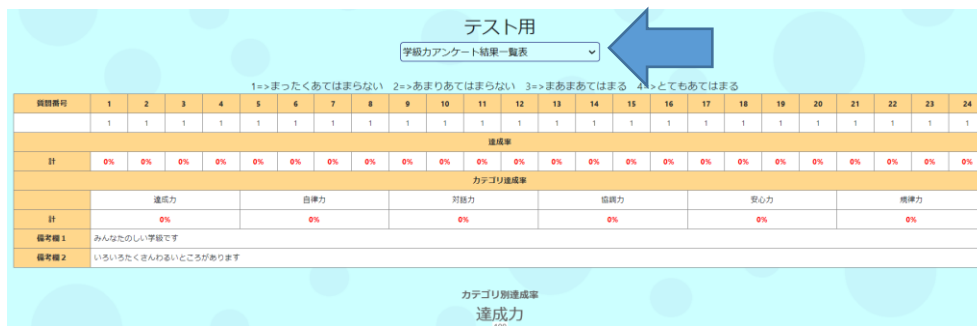 テスト用
学級力アンケート結果一覧表
1=>まったくあてはまらない 2=>あまりあてはまらない 3=>まあまああてはまる 4=>とてもあてはまる
質問番号 1 2 3 4 5 6 7 8 9 10 11 12 13 14 15 16 17 18 19 20 21 22 23 24
1 1 1 1 1 1 1 1 1 1 1 1 1 1 1 1 1 1 1 1 1 1 1 1
達成率
計 0% 0% 0% 0% 0% 0% 0% 0% 0% 0% 0% 0% 0% 0% 0% 0% 0% 0% 0% 0% 0% 0% 0% 0%
カテゴリ達成率
達成力 自律力 対話力 協調力 安心力 規律力
計 0% 0% 0% 0% 0% 0%
備考欄1 みんなたのしい学級です
備考欄2 いろいろたくさんわるいところがあります
カテゴリ別達成率
達成力
100